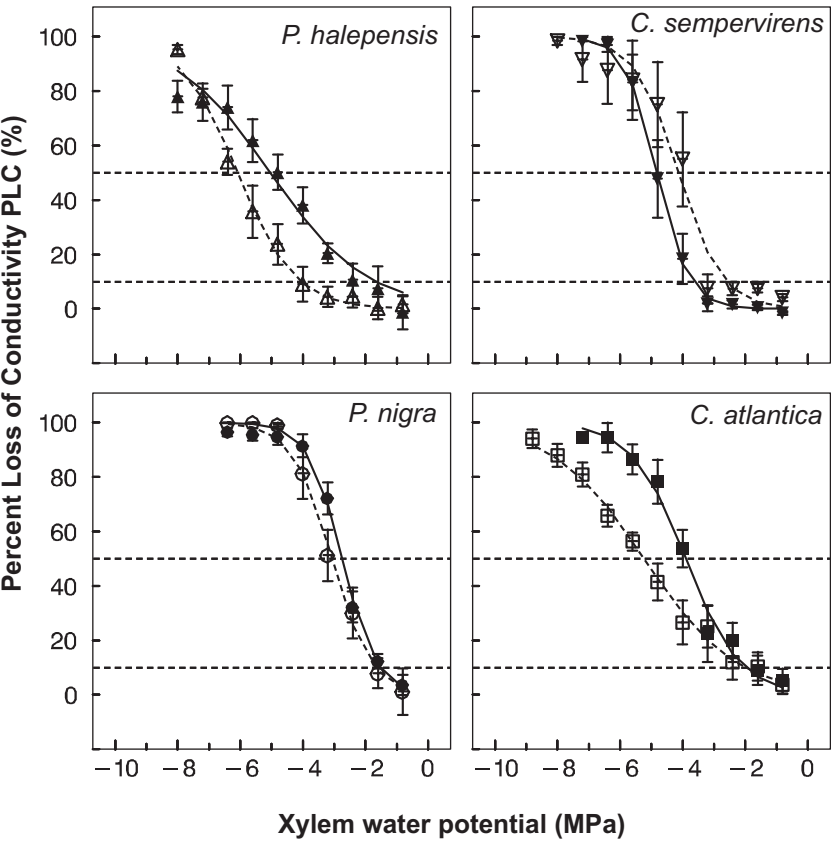 P. halepensis
C. sempervirens
100
80
60
40
20
0
Percent Loss of Conductivity PLC (%)
P. nigra
C. atlantica
100
80
60
40
20
0
−10 −8 −6 −4 −2 0
−10 −8 −6 −4 −2 0
Xylem water potential (MPa)